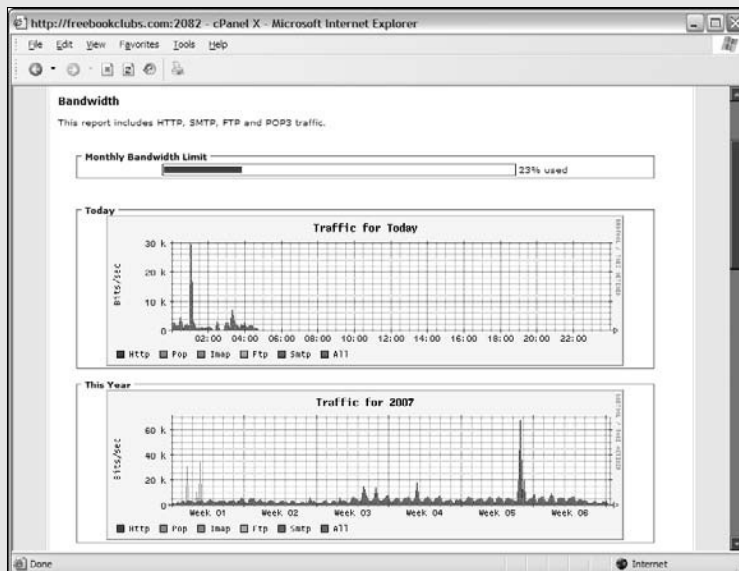 http://freebookclubs.com:2082 - cPanel X - Microsoft Internet Explorer
File Edit View Favorites Tools Help
Bandwidth
This report includes HTTP, SMTP, FTP and POP3 traffic.
Monthly Bandwidth Limit
23% used
Today
Traffic for Today
Bits/sec
30 k
20 k
10 k
0
02:00 04:00 06:00 08:00 10:00 12:00 14:00 16:00 18:00 20:00 22:00
Http Pop Imap Ftp Smtp All
This Year
Traffic for 2007
Bits/sec
60 k
40 k
20 k
0
Week 01 Week 02 Week 03 Week 04 Week 05 Week 06
Http Pop Imap Ftp Smtp All
Done Internet